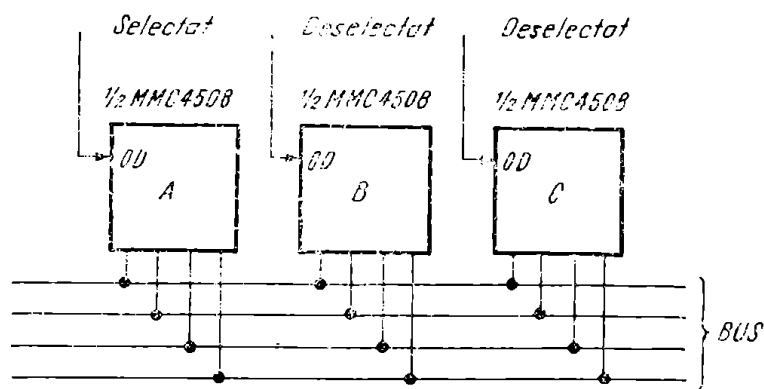 Selectat Deselectat Deselectat
1/2 MMC4508 1/2 MMC4508 1/2 MMC4508
OD OD OD
A B C
BUS